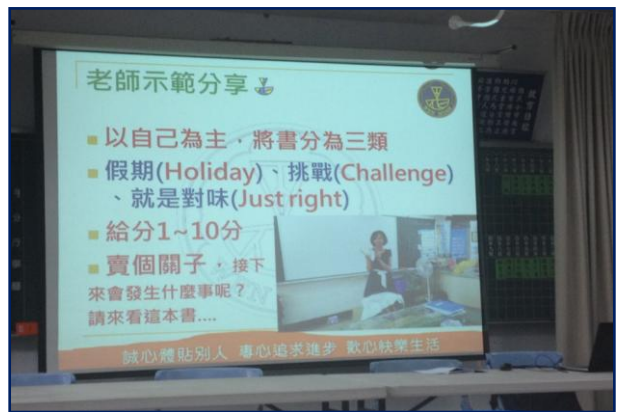 老師示範分享
以自己為主，將書分為三類
假期(Holiday)、挑戰(Challenge)
、就是對味(Just right)
給分1~10分
賣個關子，接下
來會發生什麼事呢？
請來看這本書....
誠心體貼別人 專心追求進步 歡心快樂生活